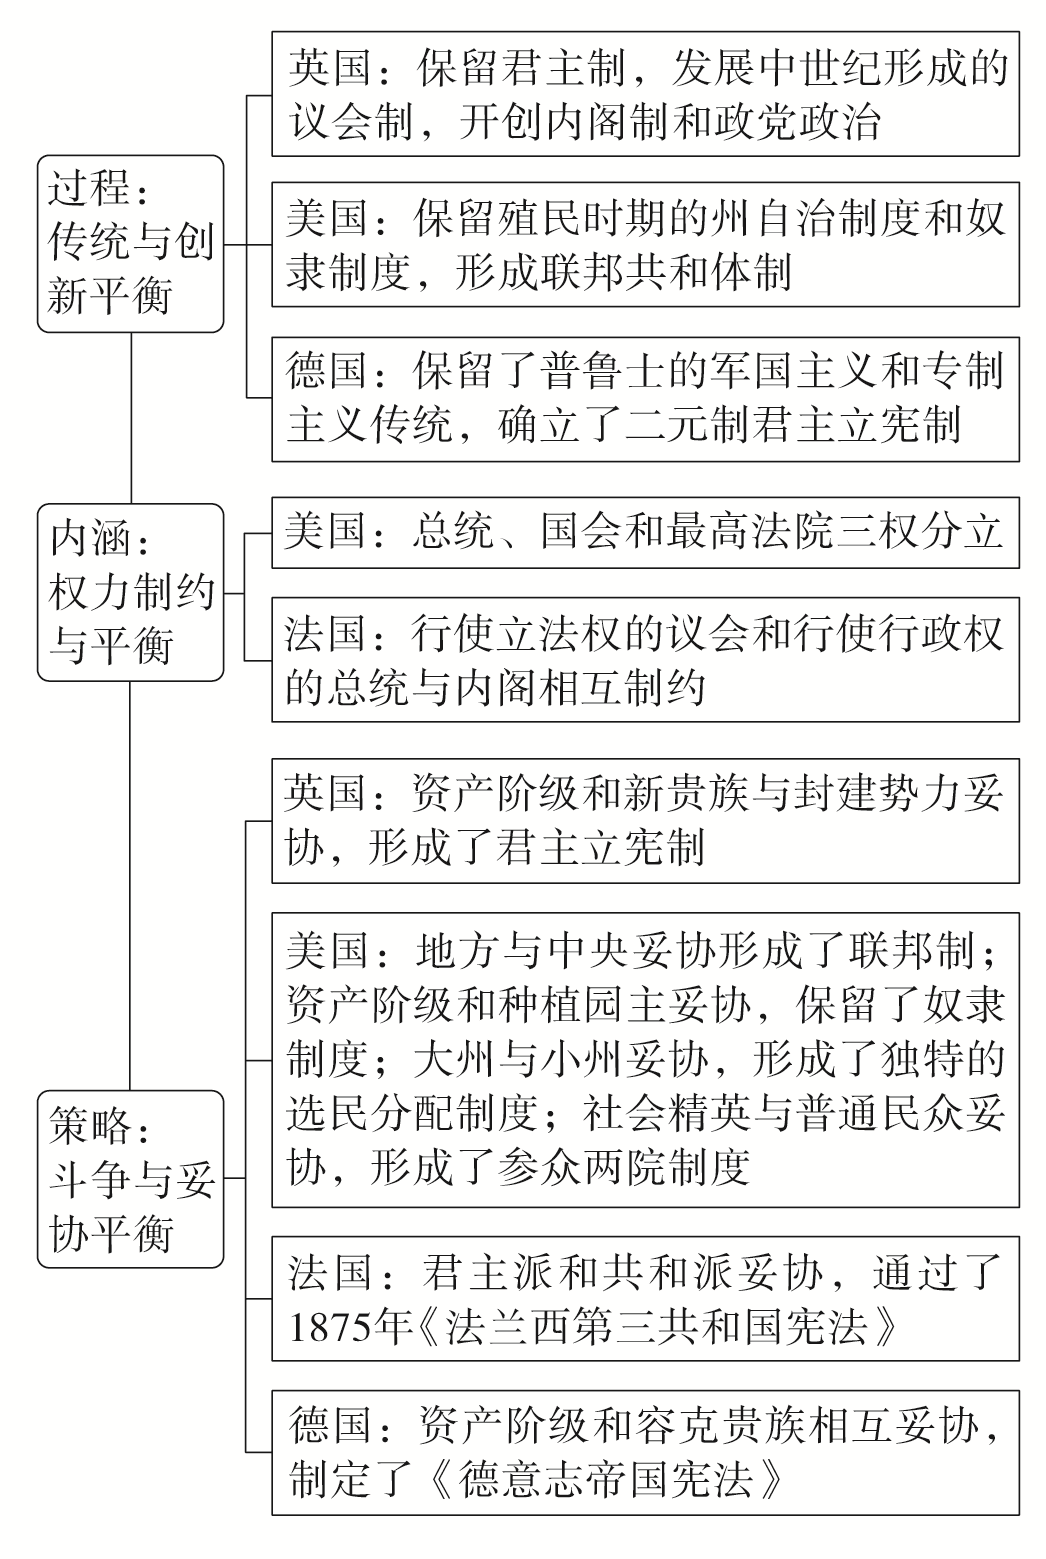 过程：
传统与创
新平衡
英国：保留君主制，发展中世纪形成的
议会制，开创内阁制和政党政治
美国：保留殖民时期的州自治制度和奴
隶制度，形成联邦共和体制
德国：保留了普鲁士的军国主义和专制
主义传统，确立了二元制君主立宪制
内涵：
权力制约
与平衡
美国：总统、国会和最高法院三权分立
法国：行使立法权的议会和行使行政权
的总统与内阁相互制约
策略：
斗争与妥
协平衡
英国：资产阶级和新贵族与封建势力妥
协，形成了君主立宪制
美国：地方与中央妥协形成了联邦制；
资产阶级和种植园主妥协，保留了奴隶
制度；大州与小州妥协，形成了独特的
选民分配制度；社会精英与普通民众妥
协，形成了参众两院制度
法国：君主派和共和派妥协，通过了
1875年《法兰西第三共和国宪法》
德国：资产阶级和容克贵族相互妥协，
制定了《德意志帝国宪法》